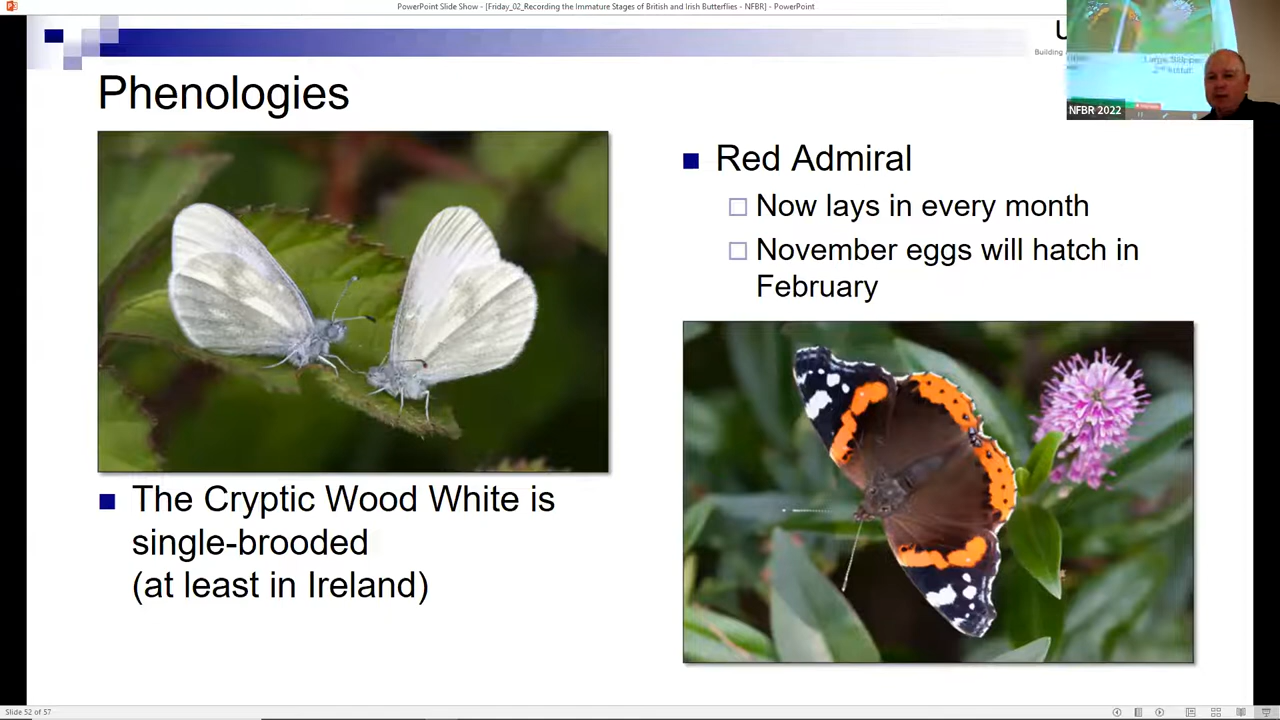 PowerPoint Slide Show - [Friday_02_Recording the Immature Stages of British and Irish Butterflies - NFBR] - PowerPoint
U
Building
NFBR 2022
Phenologies
Red Admiral
Now lays in every month
November eggs will hatch in
February
The Cryptic Wood White is
single-brooded
(at least in Ireland)
Slide 52 of 57